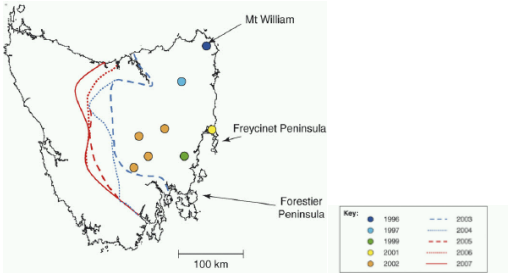 Mt William
Freycinet Peninsula
Forestier
Peninsula
100 km
Key:
1996
1997
1999
2001
2002
2003
2004
2005
2006
2007